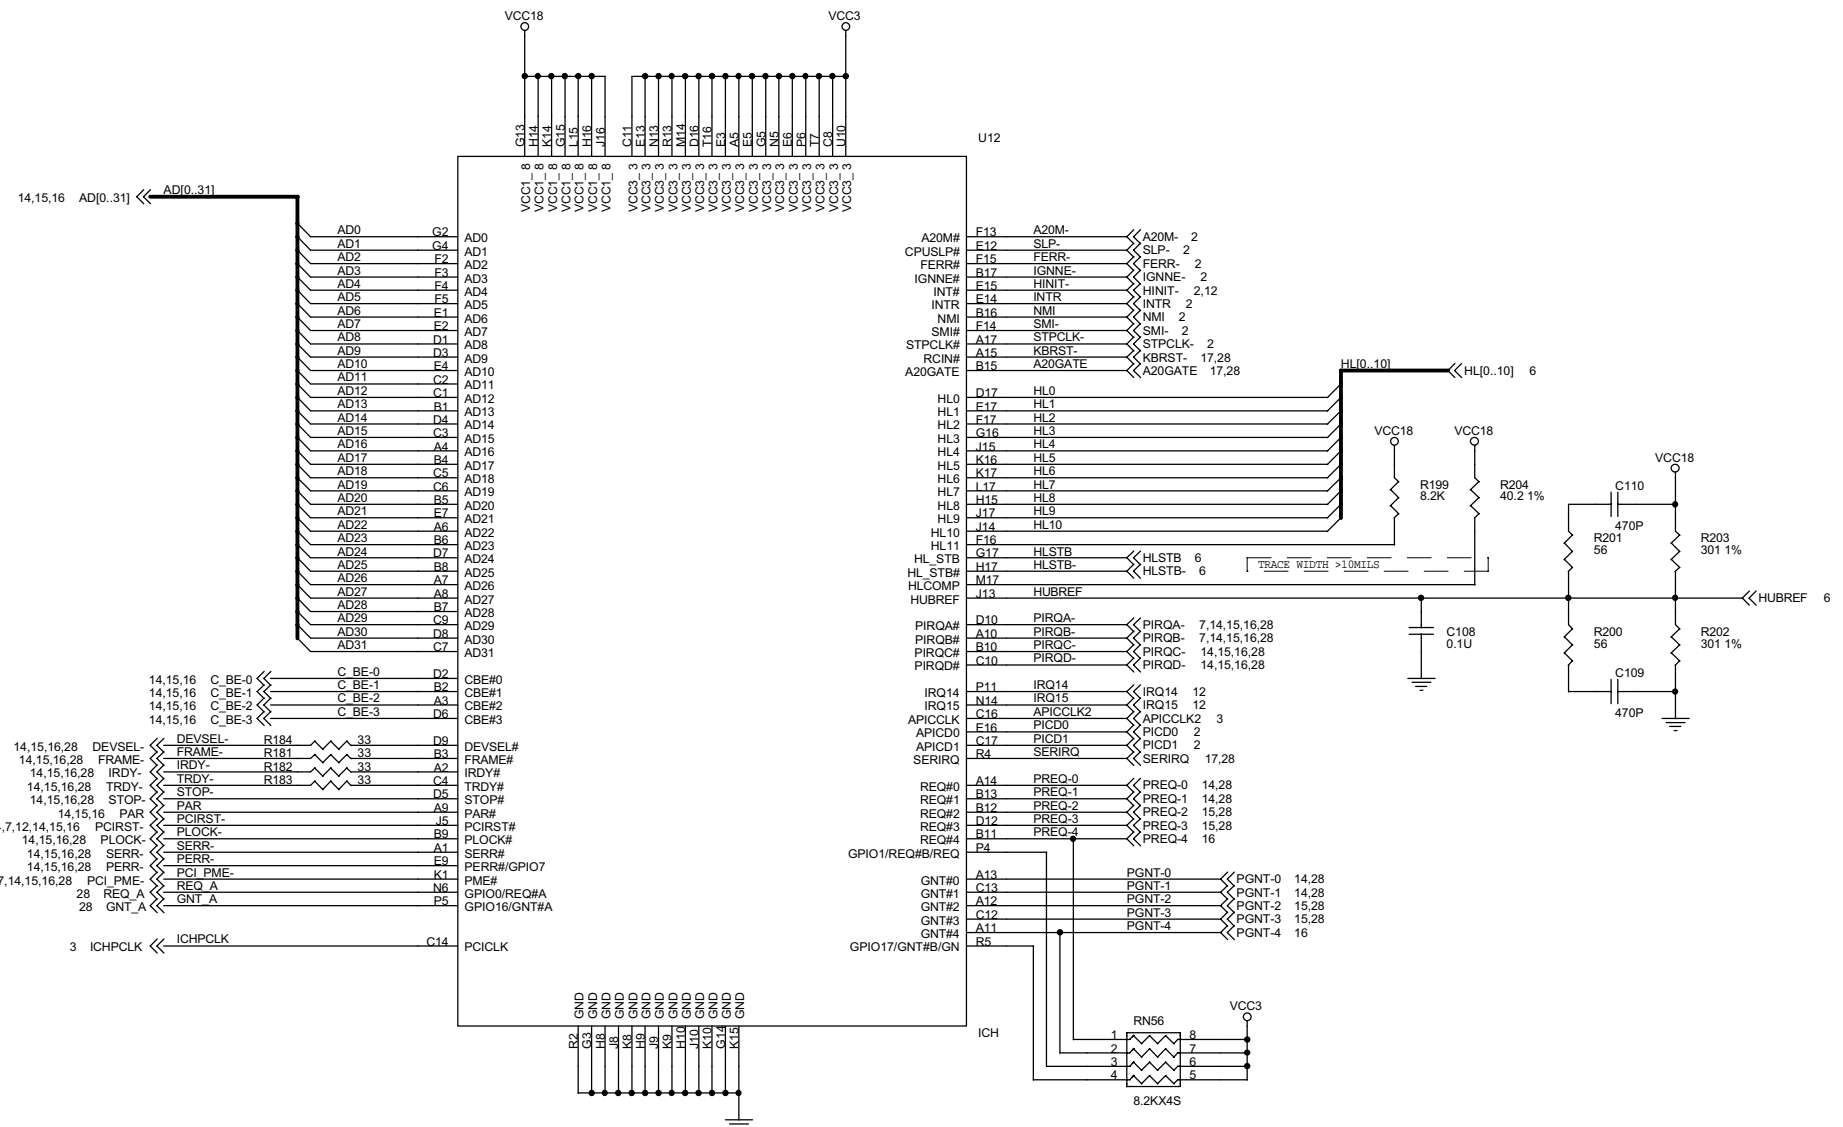 VCC18
VCC3
G13 H14 K14 G15 L15 H16 J16
C11 E13 N13 R13 M14 D16 T16 E3 A5 E5 G5 N5 E6 P6 T7 C8 U10
U12
VCC1_8 VCC1_8 VCC1_8 VCC1_8 VCC1_8 VCC1_8 VCC1_8
VCC3_3 VCC3_3 VCC3_3 VCC3_3 VCC3_3 VCC3_3 VCC3_3 VCC3_3 VCC3_3 VCC3_3 VCC3_3 VCC3_3 VCC3_3 VCC3_3 VCC3_3 VCC3_3 VCC3_3
14,15,16 AD[0..31] AD[0..31]
AD0 G2 AD0
AD1 G4 AD1
AD2 F2 AD2
AD3 F3 AD3
AD4 F4 AD4
AD5 F5 AD5
AD6 E1 AD6
AD7 E2 AD7
AD8 D1 AD8
AD9 D3 AD9
AD10 E4 AD10
AD11 C2 AD11
AD12 C1 AD12
AD13 B1 AD13
AD14 D4 AD14
AD15 C3 AD15
AD16 A4 AD16
AD17 B4 AD17
AD18 C5 AD18
AD19 C6 AD19
AD20 B5 AD20
AD21 E7 AD21
AD22 A6 AD22
AD23 B6 AD23
AD24 D7 AD24
AD25 B8 AD25
AD26 A7 AD26
AD27 A8 AD27
AD28 B7 AD28
AD29 C9 AD29
AD30 D8 AD30
AD31 C7 AD31
14,15,16 C_BE-0 C_BE-0 D2 CBE#0
14,15,16 C_BE-1 C_BE-1 B2 CBE#1
14,15,16 C_BE-2 C_BE-2 A3 CBE#2
14,15,16 C_BE-3 C_BE-3 D6 CBE#3
14,15,16,28 DEVSEL- DEVSEL- R184 33 D9 DEVSEL#
14,15,16,28 FRAME- FRAME- R181 33 B3 FRAME#
14,15,16,28 IRDY- IRDY- R182 33 A2 IRDY#
14,15,16,28 TRDY- TRDY- R183 33 C4 TRDY#
14,15,16,28 STOP- STOP- D5 STOP#
14,15,16 PAR PAR A9 PAR#
,7,12,14,15,16 PCIRST- PCIRST- J5 PCIRST#
14,15,16,28 PLOCK- PLOCK- B9 PLOCK#
14,15,16,28 SERR- SERR- A1 SERR#
14,15,16,28 PERR- PERR- E9 PERR#/GPIO7
7,14,15,16,28 PCI_PME- PCI_PME- K1 PME#
28 REQ_A REQ_A N6 GPIO0/REQ#A
28 GNT_A GNT_A P5 GPIO16/GNT#A
3 ICHPCLK ICHPCLK C14 PCICLK
A20M# F13 A20M- A20M- 2
CPUSLP# E12 SLP- SLP- 2
FERR# F15 FERR- FERR- 2
IGNNE# B17 IGNNE- IGNNE- 2
INT# E15 HINIT- HINIT- 2,12
INTR E14 INTR INTR 2
NMI B16 NMI NMI 2
SMI# F14 SMI- SMI- 2
STPCLK# A17 STPCLK- STPCLK- 2
RCIN# A15 KBRST- KBRST- 17,28
A20GATE B15 A20GATE A20GATE 17,28
HL[0..10] HL[0..10] 6
HL0 D17 HL0
HL1 E17 HL1
HL2 F17 HL2
HL3 G16 HL3
HL4 J15 HL4
HL5 K16 HL5
HL6 K17 HL6
HL7 L17 HL7
HL8 H15 HL8
HL9 J17 HL9
HL10 J14 HL10
HL11 F16
HL_STB G17 HLSTB HLSTB 6
HL_STB# H17 HLSTB- HLSTB- 6
HLCOMP M17
HUBREF J13 HUBREF HUBREF 6
TRACE WIDTH >10MILS
VCC18
R199
8.2K
VCC18
R204
40.2 1%
VCC18
C110
470P
R201
56
R203
301 1%
C108
0.1U
R200
56
R202
301 1%
C109
470P
PIRQA# D10 PIRQA- PIRQA- 7,14,15,16,28
PIRQB# A10 PIRQB- PIRQB- 7,14,15,16,28
PIRQC# B10 PIRQC- PIRQC- 14,15,16,28
PIRQD# C10 PIRQD- PIRQD- 14,15,16,28
IRQ14 P11 IRQ14 IRQ14 12
IRQ15 N14 IRQ15 IRQ15 12
APICCLK C16 APICCLK2 APICCLK2 3
APICD0 E16 PICD0 PICD0 2
APICD1 C17 PICD1 PICD1 2
SERIRQ R4 SERIRQ SERIRQ 17,28
REQ#0 A14 PREQ-0 PREQ-0 14,28
REQ#1 B13 PREQ-1 PREQ-1 14,28
REQ#2 B12 PREQ-2 PREQ-2 15,28
REQ#3 D12 PREQ-3 PREQ-3 15,28
REQ#4 B11 PREQ-4 PREQ-4 16
GPIO1/REQ#B/REQ P4
GNT#0 A13 PGNT-0 PGNT-0 14,28
GNT#1 C13 PGNT-1 PGNT-1 14,28
GNT#2 A12 PGNT-2 PGNT-2 15,28
GNT#3 C12 PGNT-3 PGNT-3 15,28
GNT#4 A11 PGNT-4 PGNT-4 16
GPIO17/GNT#B/GN R5
GND GND GND GND GND GND GND GND GND GND GND GND GND
R2 G3 H8 J8 K8 H9 J9 K9 H10 J10 K10 G14 K15
ICH
VCC3
RN56
1 8
2 7
3 6
4 5
8.2KX4S